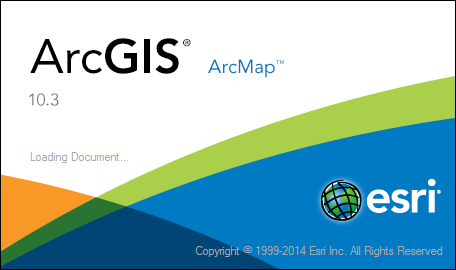 ArcGIS® ArcMap™
10.3
Loading Document...
esri®
Copyright © 1999-2014 Esri Inc. All Rights Reserved